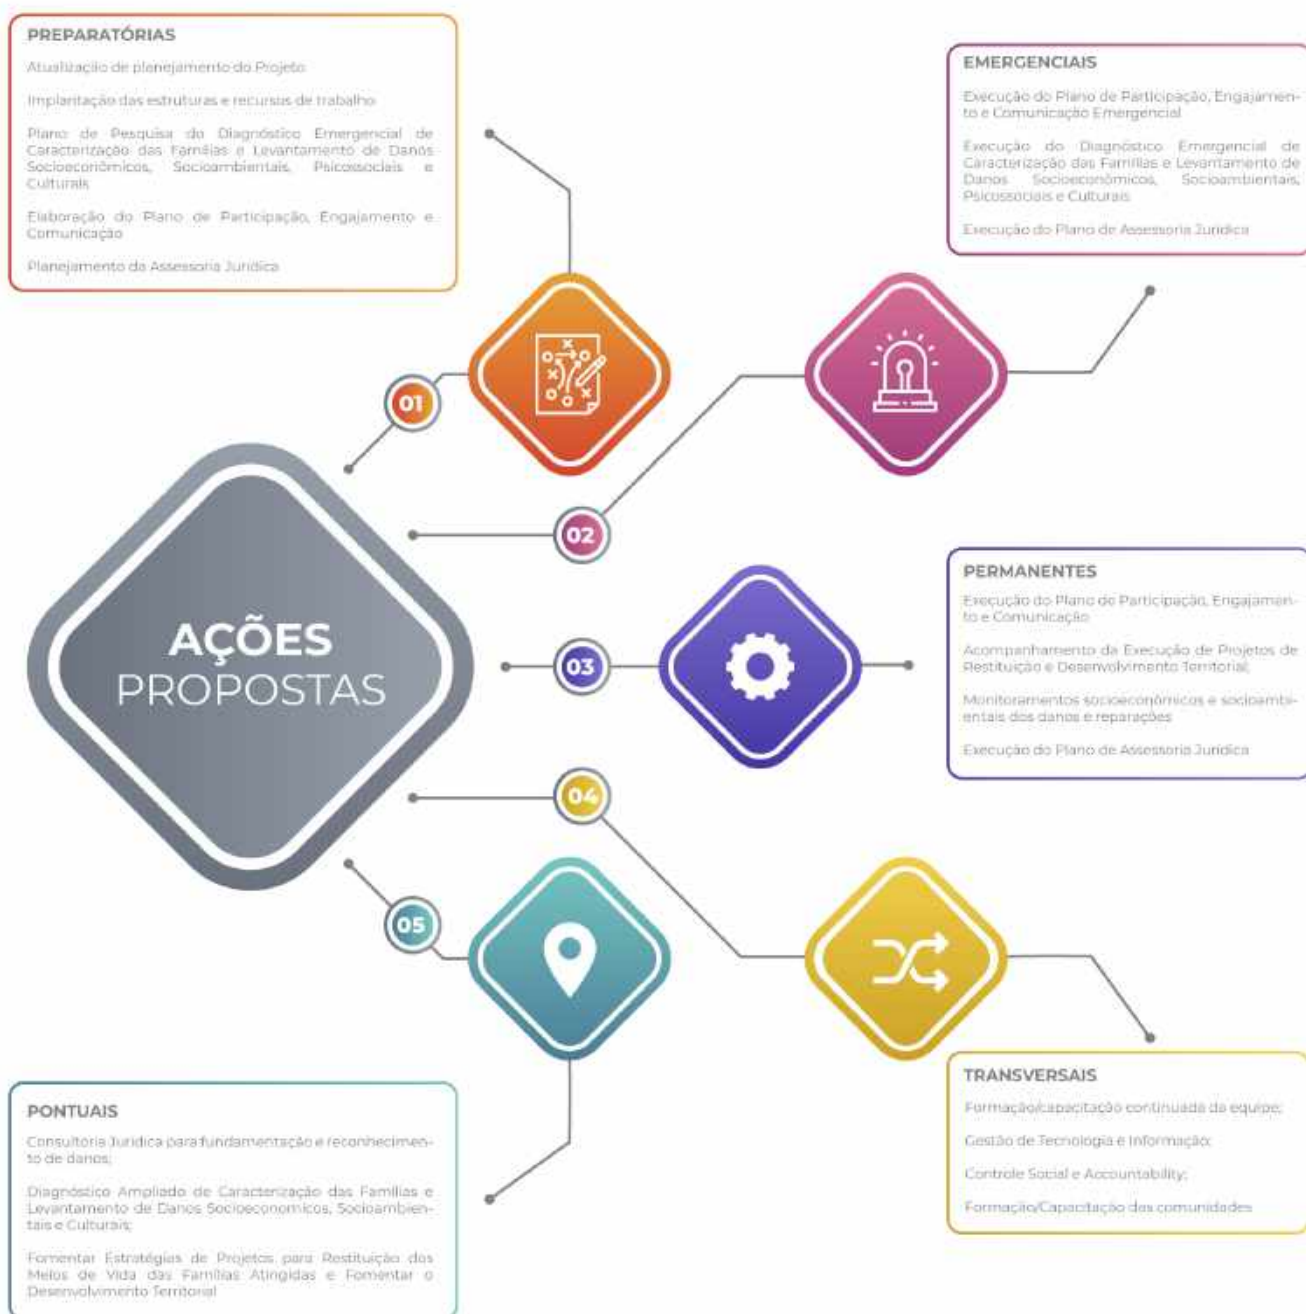 PREPARATÓRIAS
Atualização de planejamento do Projeto
Implantação das estruturas e recursos de trabalho
Plano de Pesquisa do Diagnóstico Emergencial de
Caracterização das Famílias e Levantamento de Danos
Socioeconômicos, Socioambientais, Psicossociais e
Culturais
Elaboração do Plano de Participação, Engajamento e
Comunicação
Planejamento da Assessoria Jurídica
EMERGENCIAIS
Execução do Plano de Participação, Engajamen-
to e Comunicação Emergencial
Execução do Diagnóstico Emergencial de
Caracterização das Famílias e Levantamento de
Danos Socioeconômicos, Socioambientais,
Psicossociais e Culturais
Execução do Plano de Assessoria Jurídica
01
02
AÇÕES
PROPOSTAS
03
PERMANENTES
Execução do Plano de Participação, Engajamen-
to e Comunicação
Acompanhamento da Execução de Projetos de
Restituição e Desenvolvimento Territorial;
Monitoramentos socioeconômicos e socioambi-
entais dos danos e reparações
Execução do Plano de Assessoria Jurídica
04
05
TRANSVERSAIS
Formação/capacitação continuada da equipe;
Gestão de Tecnologia e Informação;
Controle Social e Accountability;
Formação/Capacitação das comunidades
PONTUAIS
Consultoria Jurídica para fundamentação e reconhecimen-
to de danos;
Diagnóstico Ampliado de Caracterização das Famílias e
Levantamento de Danos Socioeconomicos, Socioambien-
tais e Culturais;
Fomentar Estratégias de Projetos para Restituição dos
Meios de Vida das Famílias Atingidas e Fomentar o
Desenvolvimento Territorial